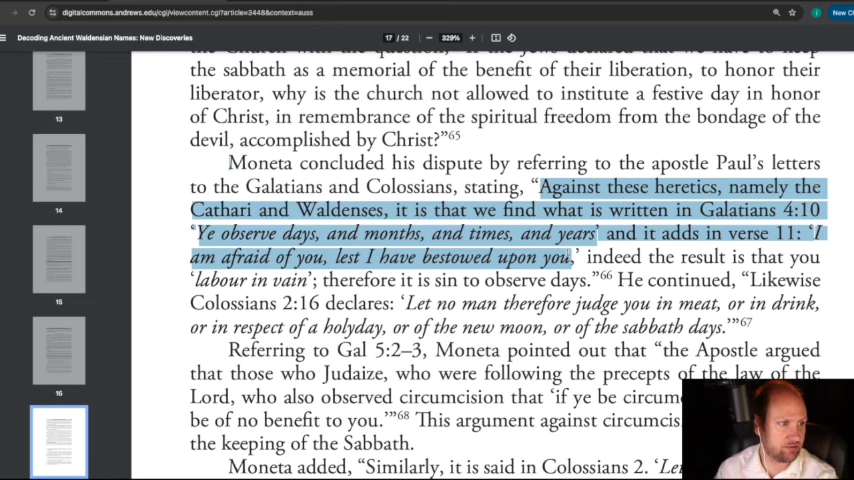 digitalcommons.andrews.edu/cgi/viewcontent.cgi?article=3448&context=auss
New C
Decoding Ancient Waldensian Names: New Discoveries
17 / 22
329%
the sabbath as a memorial of the benefit of their liberation, to honor their
liberator, why is the church not allowed to institute a festive day in honor
of Christ, in remembrance of the spiritual freedom from the bondage of the
devil, accomplished by Christ?”65
Moneta concluded his dispute by referring to the apostle Paul’s letters
to the Galatians and Colossians, stating, “Against these heretics, namely the
Cathari and Waldenses, it is that we find what is written in Galatians 4:10
‘Ye observe days, and months, and times, and years’ and it adds in verse 11: ‘I
am afraid of you, lest I have bestowed upon you,’ indeed the result is that you
‘labour in vain’; therefore it is sin to observe days.”66 He continued, “Likewise
Colossians 2:16 declares: ‘Let no man therefore judge you in meat, or in drink,
or in respect of a holyday, or of the new moon, or of the sabbath days.’”67
Referring to Gal 5:2–3, Moneta pointed out that “the Apostle argued
that those who Judaize, who were following the precepts of the law of the
Lord, who also observed circumcision that ‘if ye be circum
be of no benefit to you.’”68 This argument against circumcis
the keeping of the Sabbath.
Moneta added, “Similarly, it is said in Colossians 2. ‘Let
13
14
15
16